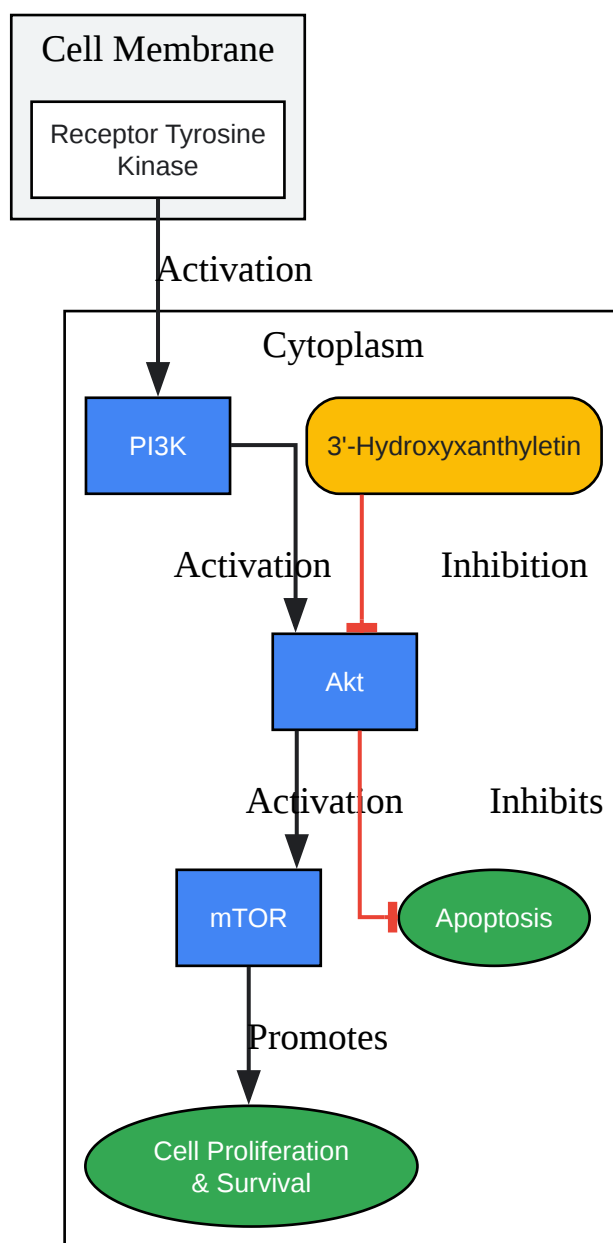 Cell Membrane
Receptor Tyrosine
Kinase
Activation
Cytoplasm
PI3K
3'-Hydroxyxanthyletin
Activation
Inhibition
Akt
Activation
Inhibits
mTOR
Apoptosis
Promotes
Cell Proliferation
& Survival